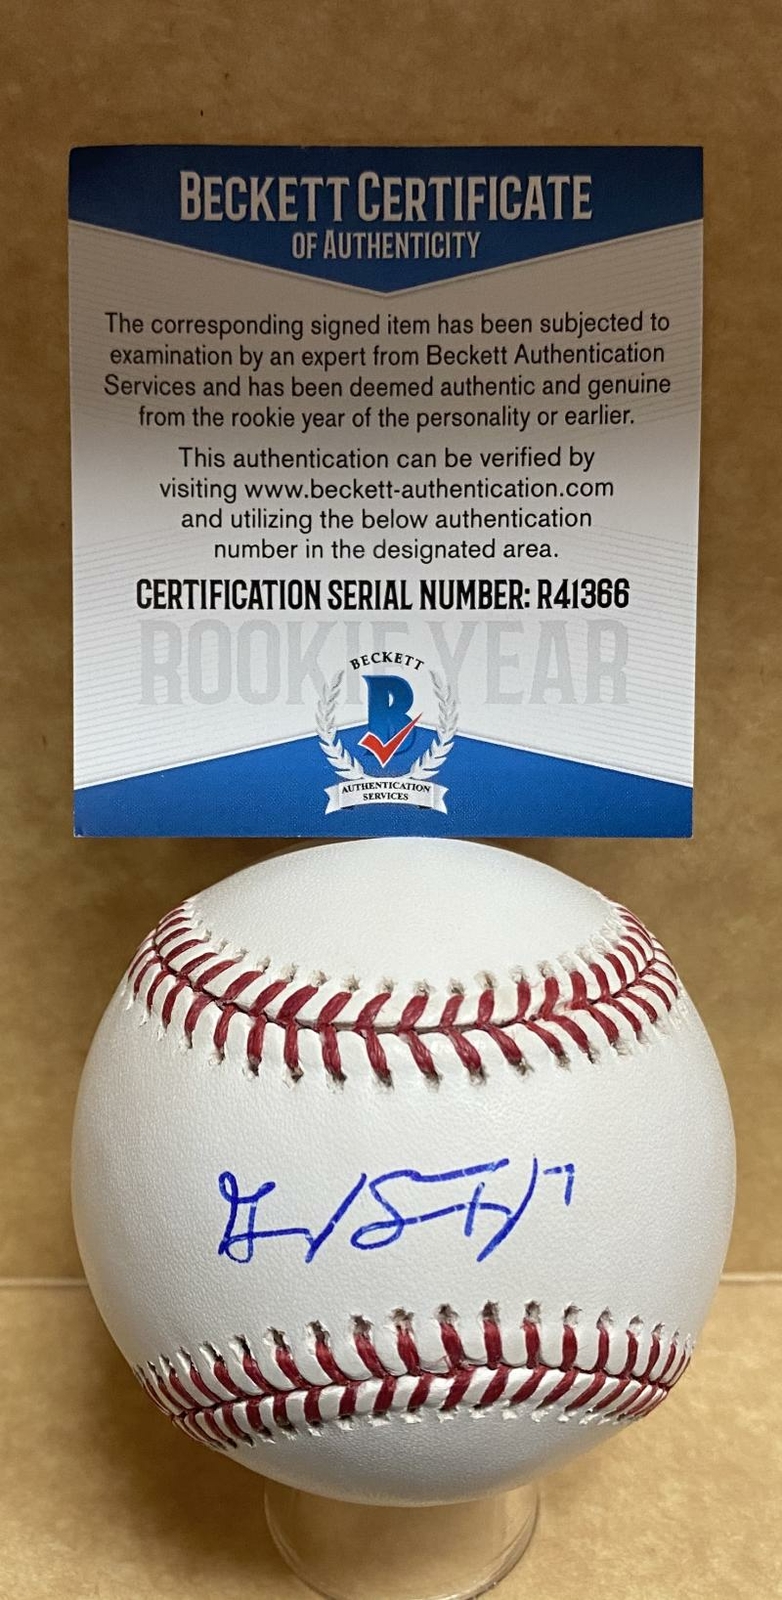 BECKETT CERTIFICATE
OF AUTHENTICITY
The corresponding signed item has been subjected to
examination by an expert from Beckett Authentication
Services and has been deemed authentic and genuine
from the rookie year of the personality or earlier.
This authentication can be verified by
visiting www.beckett-authentication.com
and utilizing the below authentication
number in the designated area.
CERTIFICATION SERIAL NUMBER: R41366
ROOKIE YEAR
BECKETT
B
AUTHENTICATION
SERVICES